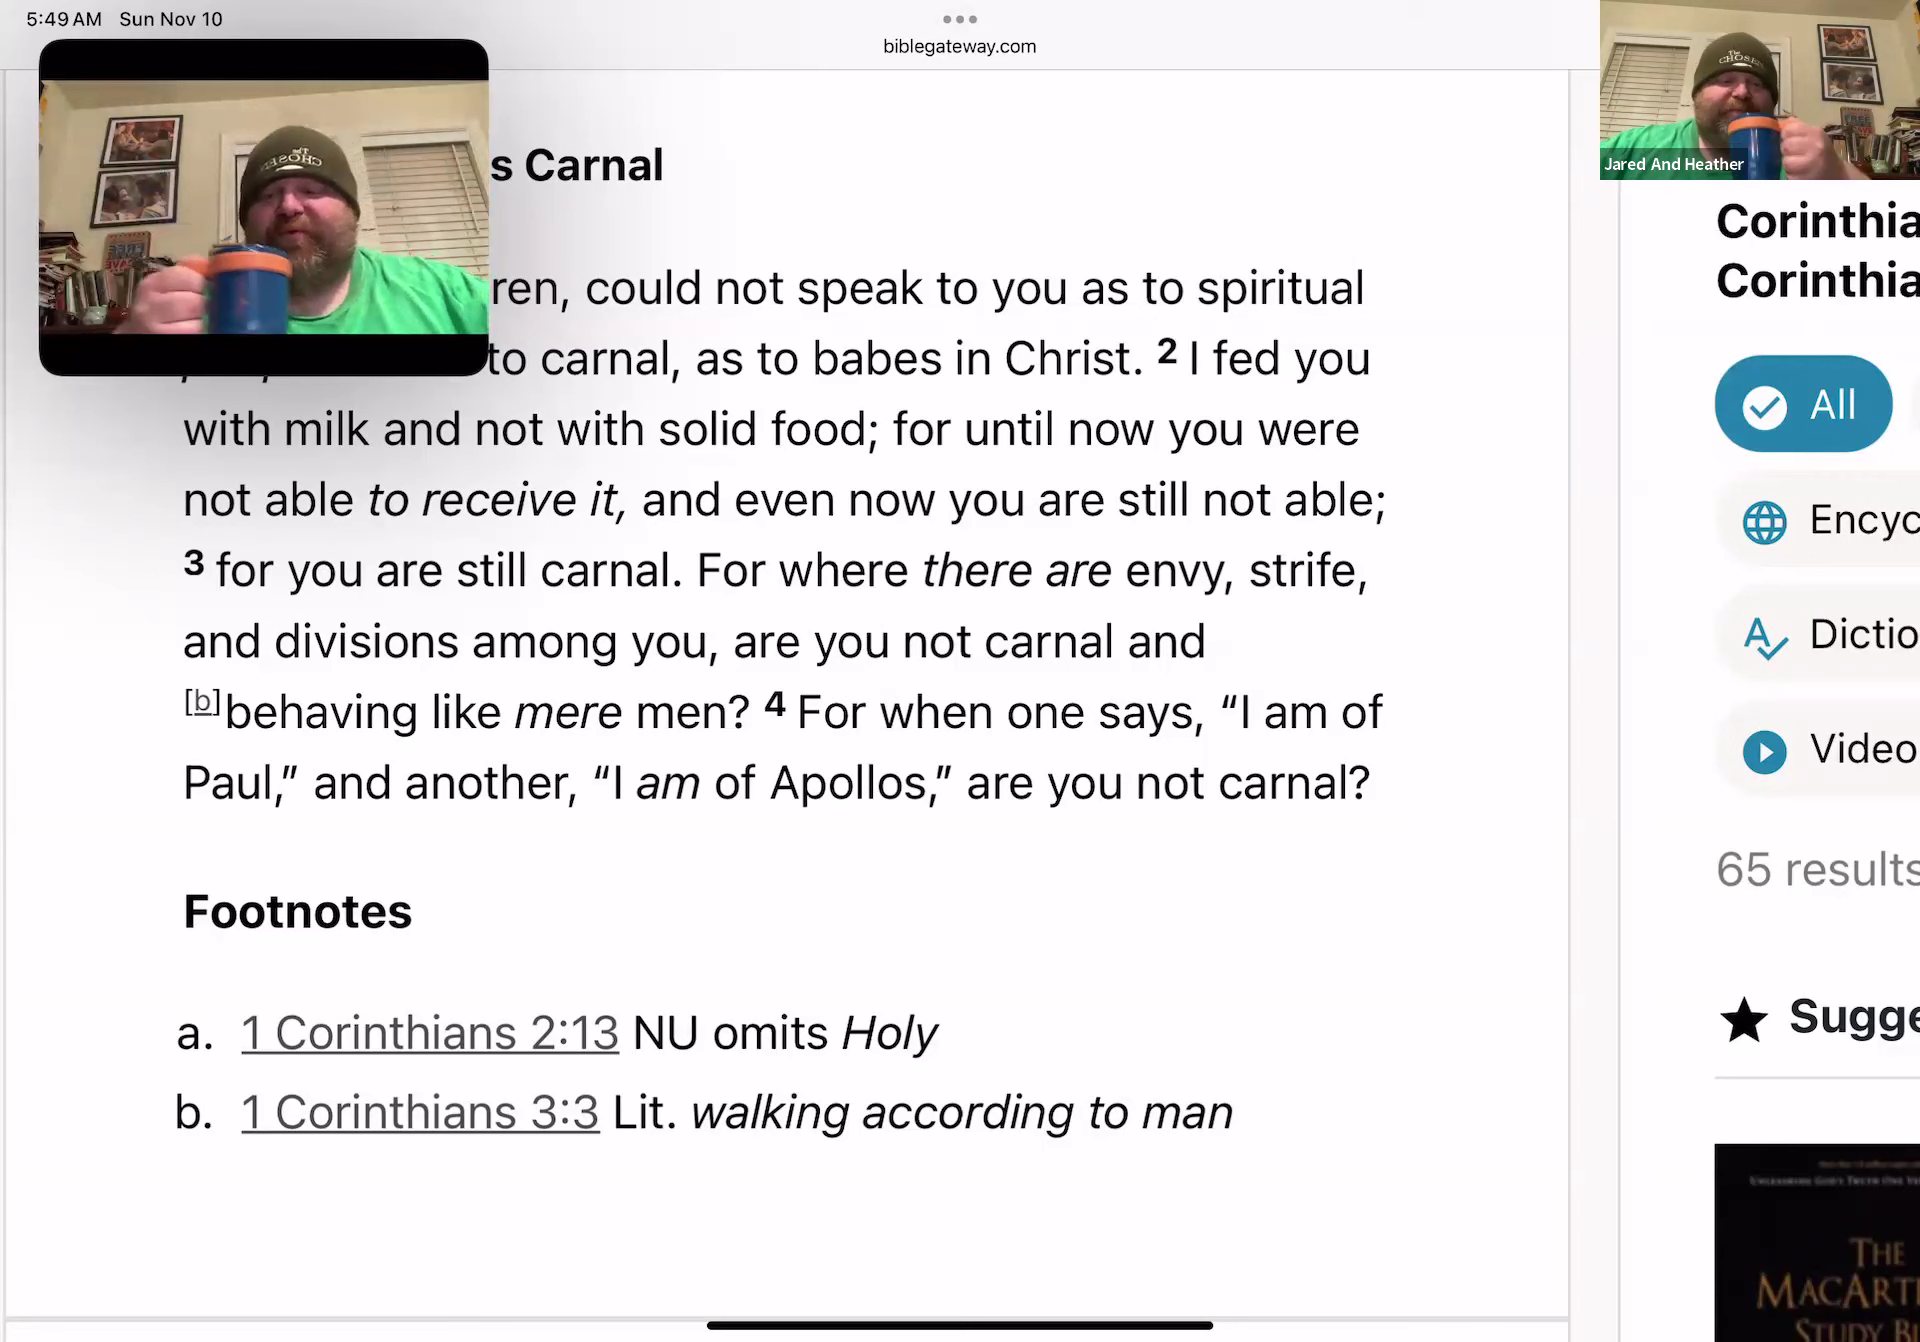 5:49 AM Sun Nov 10
biblegateway.com
The
CHOSEN
Jared And Heather
s Carnal
ren, could not speak to you as to spiritual
to carnal, as to babes in Christ. 2 I fed you
with milk and not with solid food; for until now you were
not able to receive it, and even now you are still not able;
3 for you are still carnal. For where there are envy, strife,
and divisions among you, are you not carnal and
[b]behaving like mere men? 4 For when one says, “I am of
Paul,” and another, “I am of Apollos,” are you not carnal?
Footnotes
a. 1 Corinthians 2:13 NU omits Holy
b. 1 Corinthians 3:3 Lit. walking according to man
Corinthia
Corinthia
All
Encyc
Dictio
Video
65 results
Sugge
THE
MACART
STUDY B